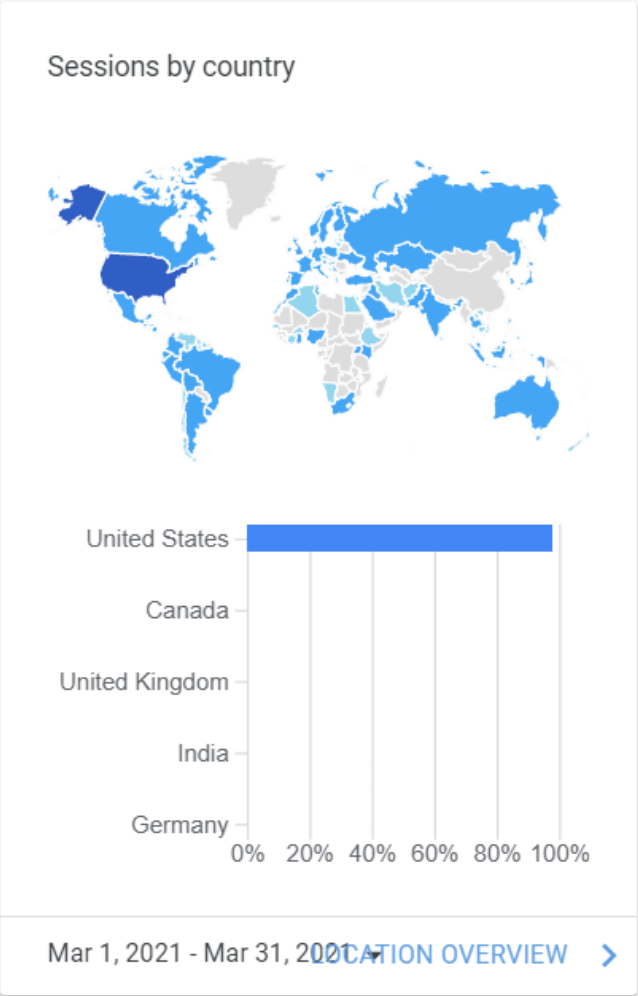 Sessions by country
United States
Canada
United Kingdom
India
Germany
0% 20% 40% 60% 80% 100%
Mar 1, 2021 - Mar 31, 2021 LOCATION OVERVIEW